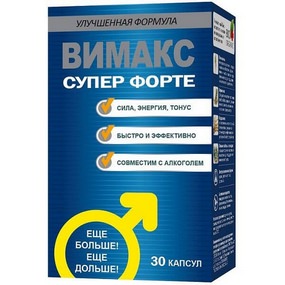 УЛУЧШЕННАЯ ФОРМУЛА
ВИМАКС
СУПЕР ФОРТЕ
СИЛА, ЭНЕРГИЯ, ТОНУС
БЫСТРО И ЭФФЕКТИВНО
СОВМЕСТИМ С АЛКОГОЛЕМ
ЕЩЕ
БОЛЬШЕ!
ЕЩЕ
ДОЛЬШЕ!
30 КАПСУЛ